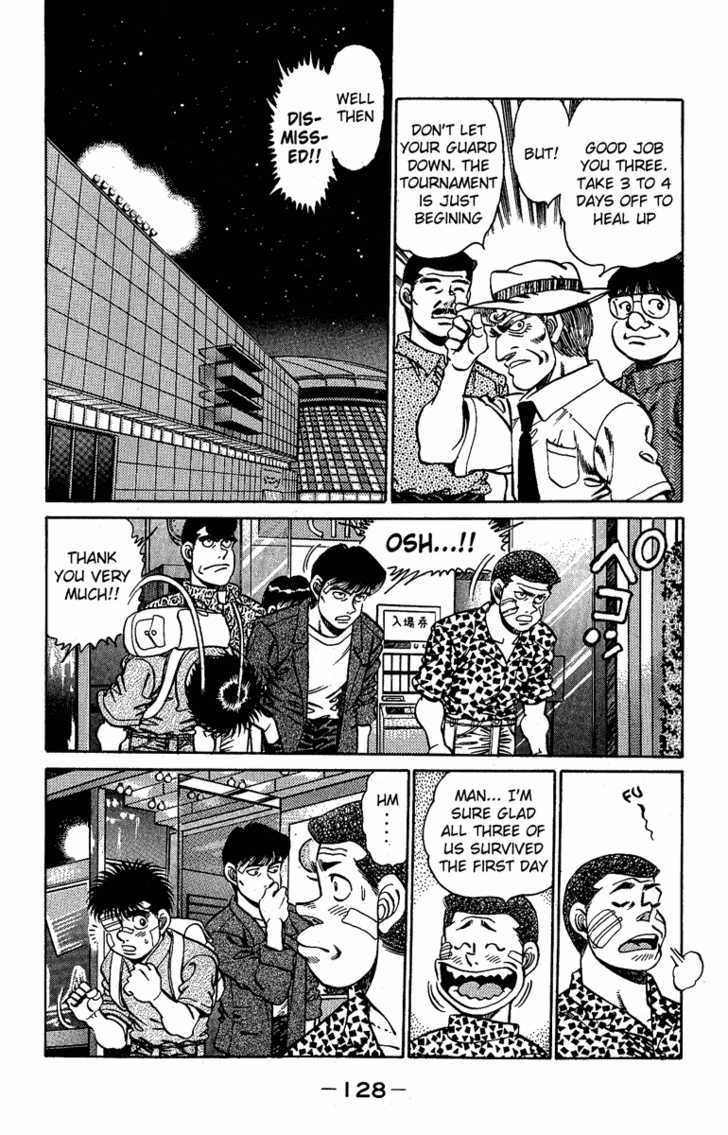 GOOD JOB
YOU THREE.
TAKE 3 TO 4
DAYS OFF TO
HEAL UP
BUT!
DON'T LET
YOUR GUARD
DOWN. THE
TOURNAMENT
IS JUST
BEGINING
WELL
THEN
DIS-
MISS-
ED!!
ペコッ
OSH...!!
入場券
THANK
YOU VERY
MUCH!!
FU
MAN... I'M
SURE GLAD
ALL THREE OF
US SURVIVED
THE FIRST DAY
HM
....
-128-